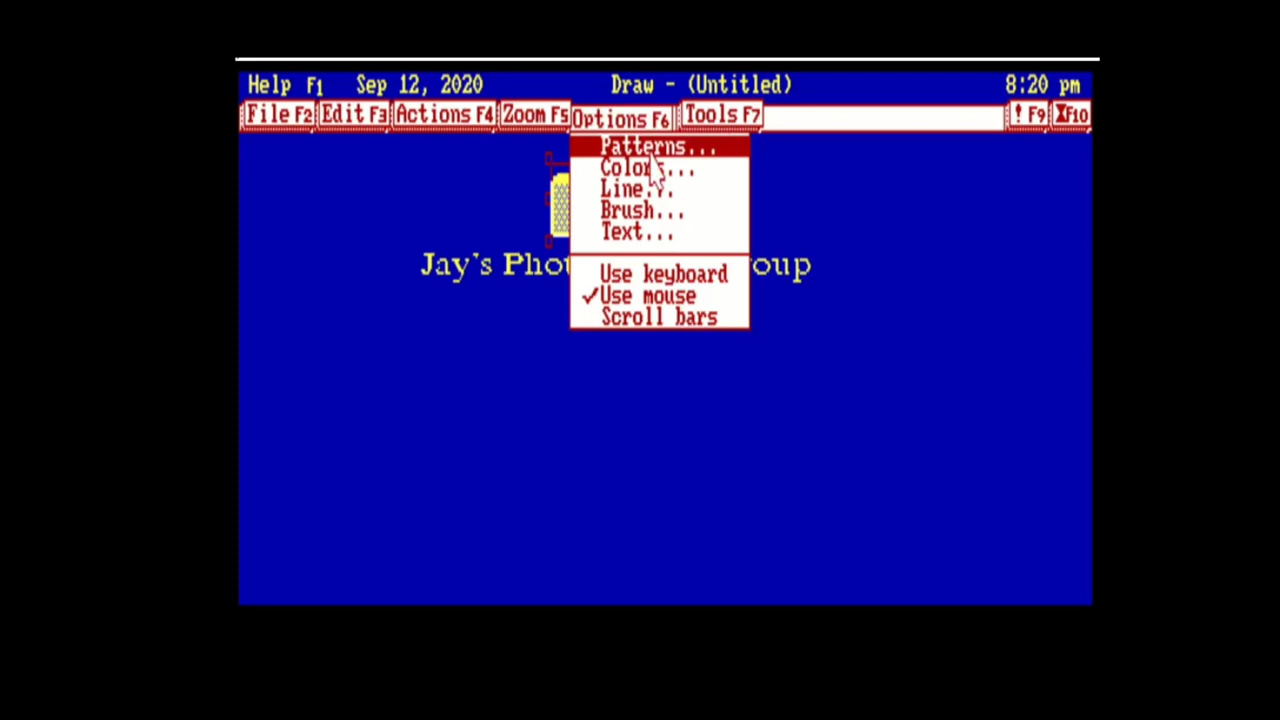 Help F1 Sep 12, 2020 Draw - (Untitled) 8:20 pm
File F2 Edit F3 Actions F4 Zoom F5 Options F6 Tools F7 ! F9 F10
Patterns...
Color...
Line...
Brush...
Text...
Jay's Phot oup
Use keyboard
✓Use mouse
Scroll bars